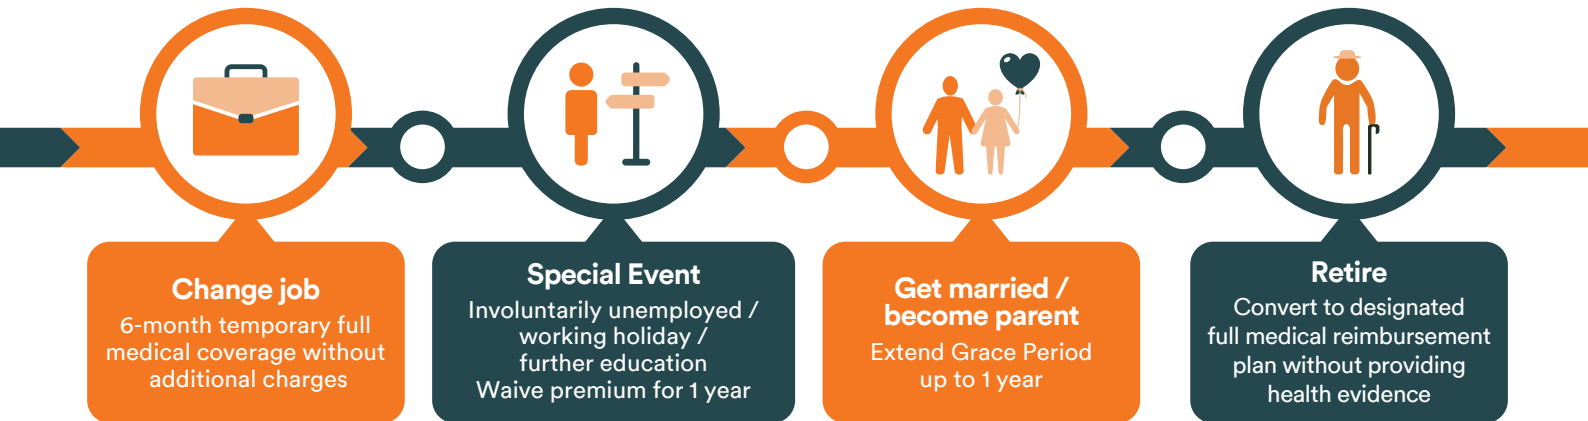 Change job
6-month temporary full
medical coverage without
additional charges
Special Event
Involuntarily unemployed /
working holiday /
further education
Waive premium for 1 year
Get married /
become parent
Extend Grace Period
up to 1 year
Retire
Convert to designated
full medical reimbursement
plan without providing
health evidence